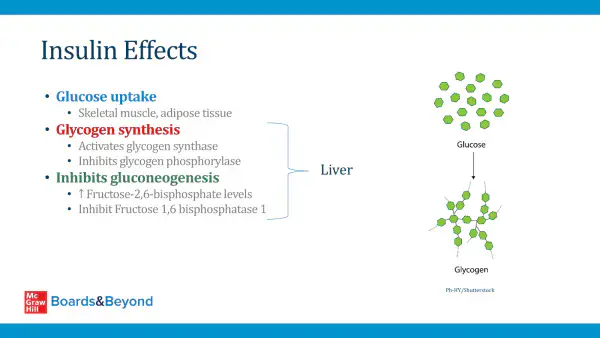 Insulin Effects
• Glucose uptake
• Skeletal muscle, adipose tissue
• Glycogen synthesis
• Activates glycogen synthase
• Inhibits glycogen phosphorylase
• Inhibits gluconeogenesis
• ↑ Fructose-2,6-bisphosphate levels
• Inhibit Fructose 1,6 bisphosphatase 1
Liver
Glucose
Glycogen
Ph-HY/Shutterstock
Mc
Graw
Hill
Boards&Beyond